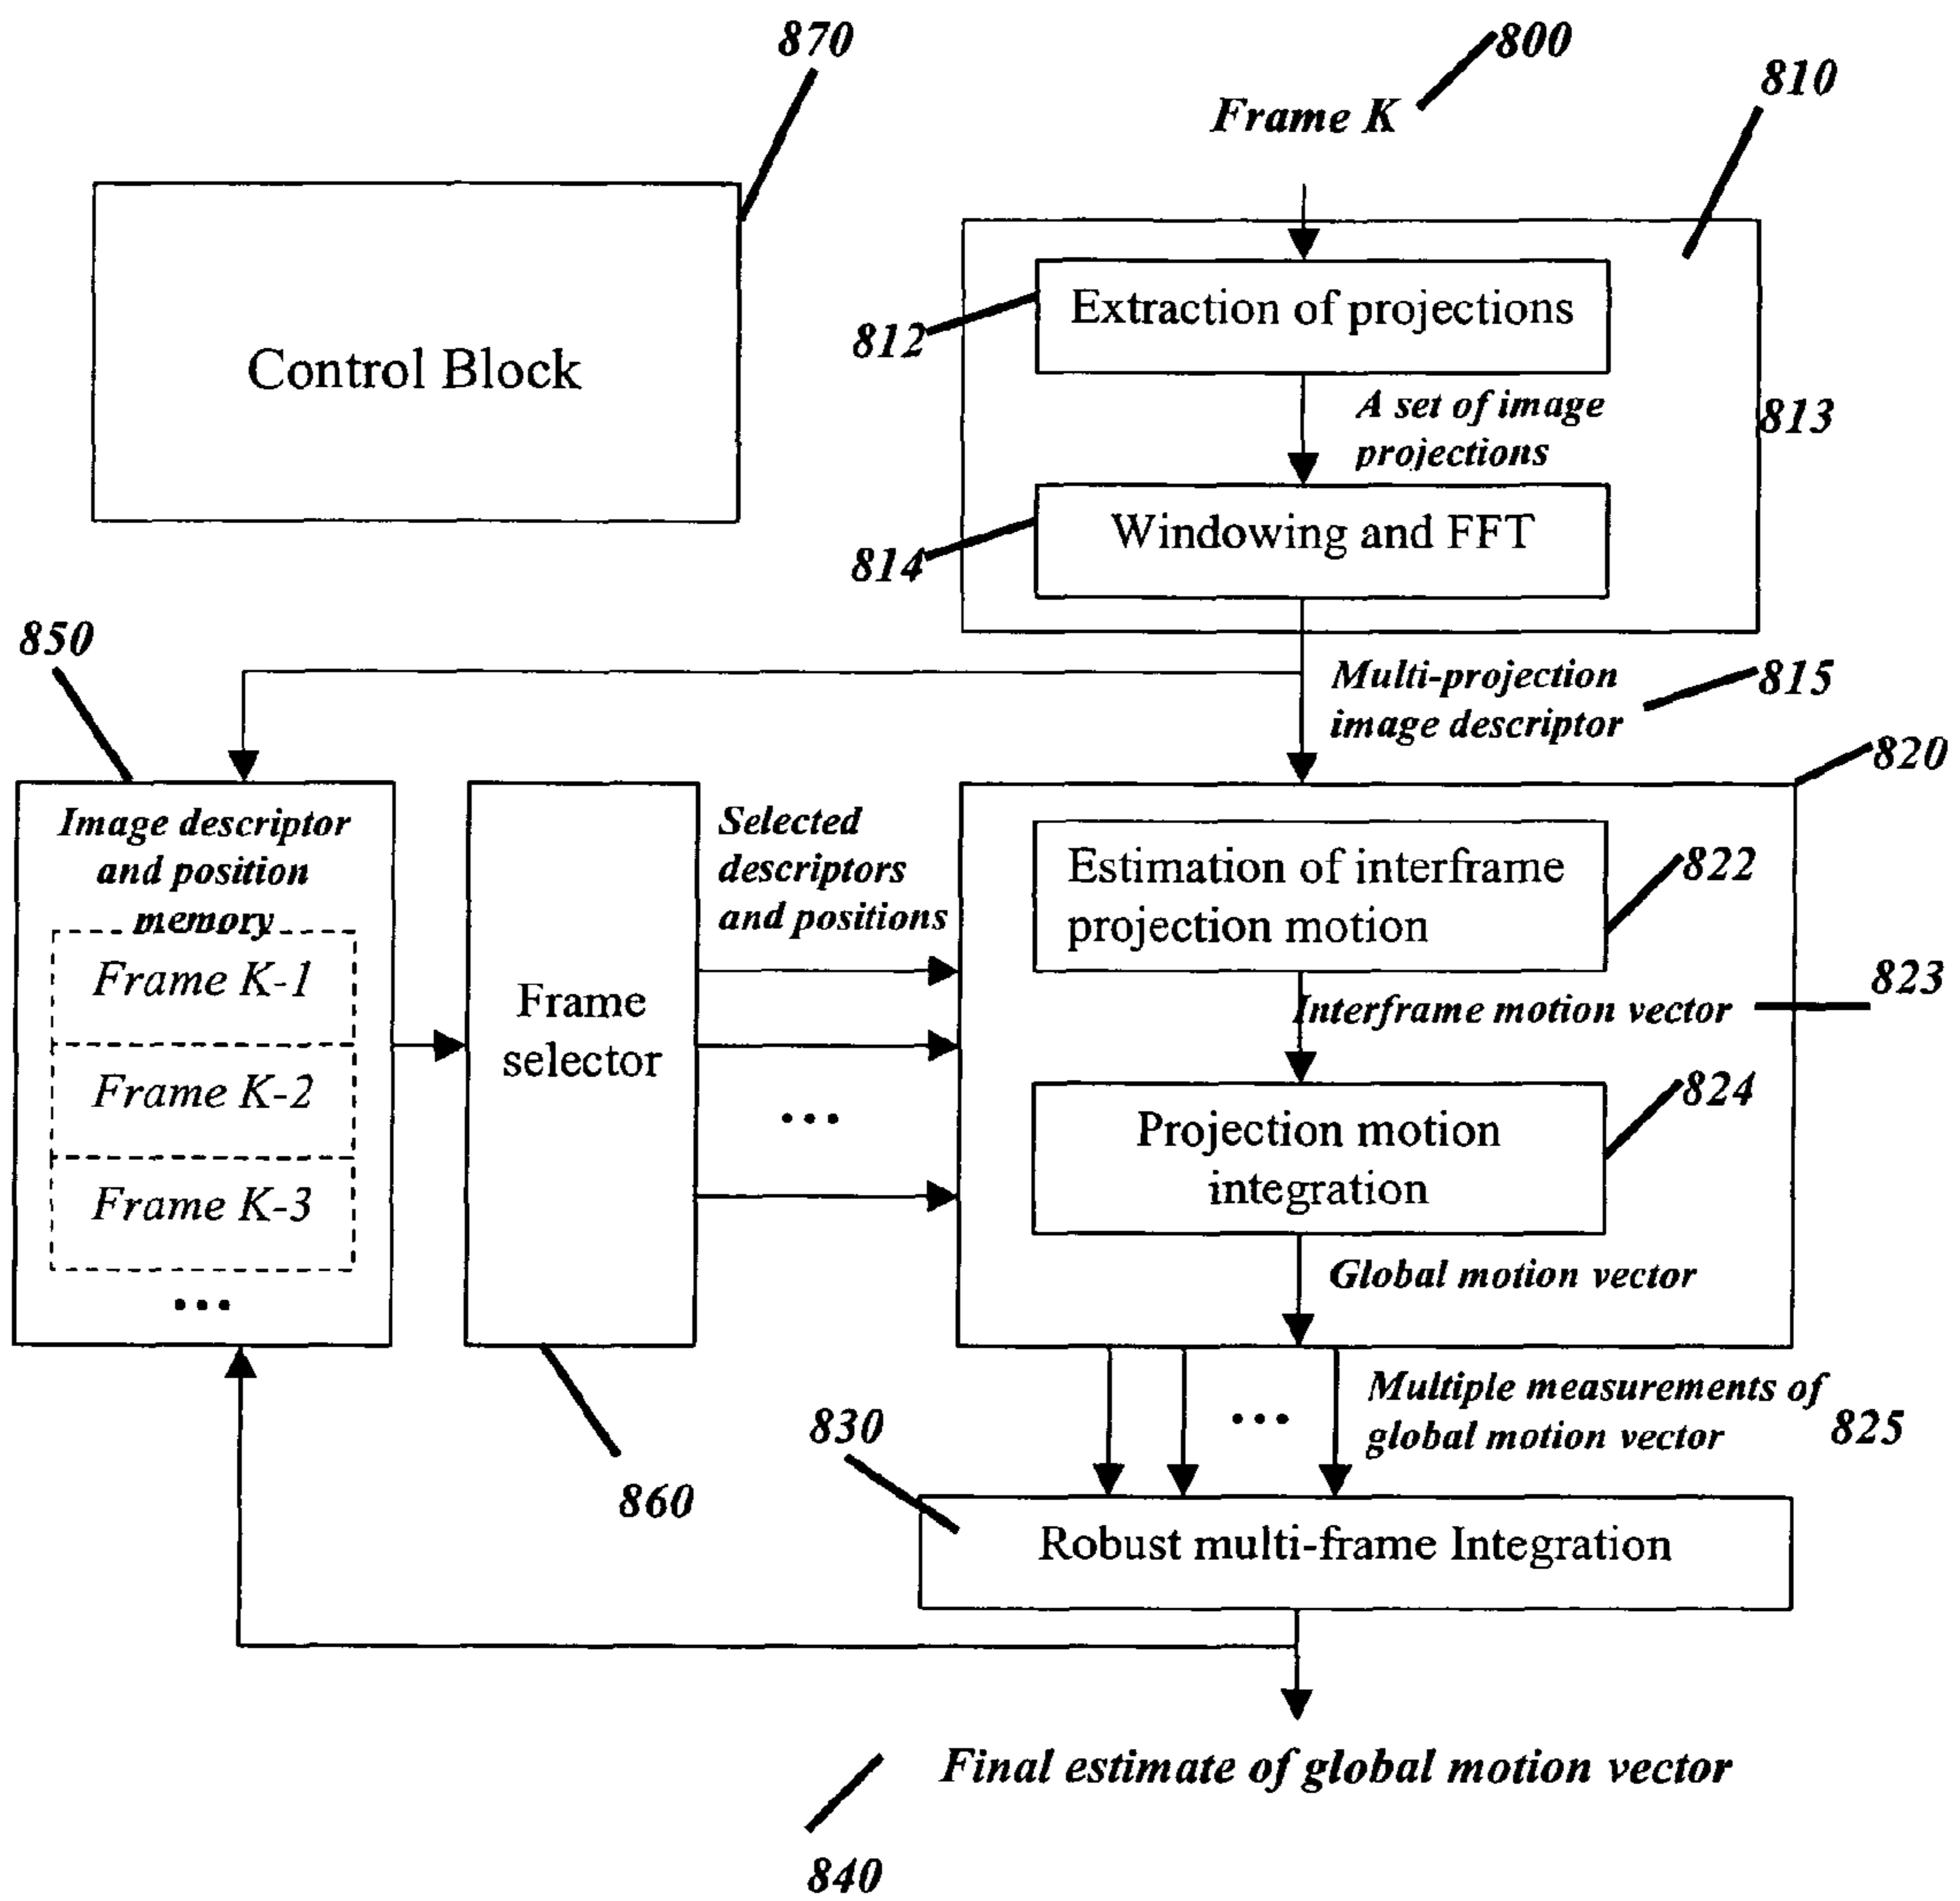 870
800
Frame K
810
Control Block
812
Extraction of projections
A set of image
projections
813
814
Windowing and FFT
850
Multi-projection
image descriptor
815
820
Image descriptor
and position
memory
Frame K-1
Frame K-2
Frame K-3
...
Frame
selector
860
Selected
descriptors
and positions
...
Estimation of interframe
projection motion
822
Interframe motion vector
823
Projection motion
integration
824
Global motion vector
...
Multiple measurements of
global motion vector
825
830
Robust multi-frame Integration
Final estimate of global motion vector
840